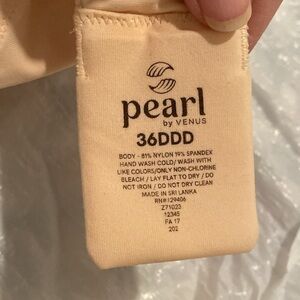 pearl
by VENUS
36DDD
BODY - 81% NYLON 19% SPANDEX
HAND WASH COLD/ WASH WITH
LIKE COLORS/ONLY NON-CHLORINE
BLEACH / LAY FLAT TO DRY / DO
NOT IRON / DO NOT DRY CLEAN
MADE IN SRI LANKA
RN#129406
Z71023
12345
FA 17
202